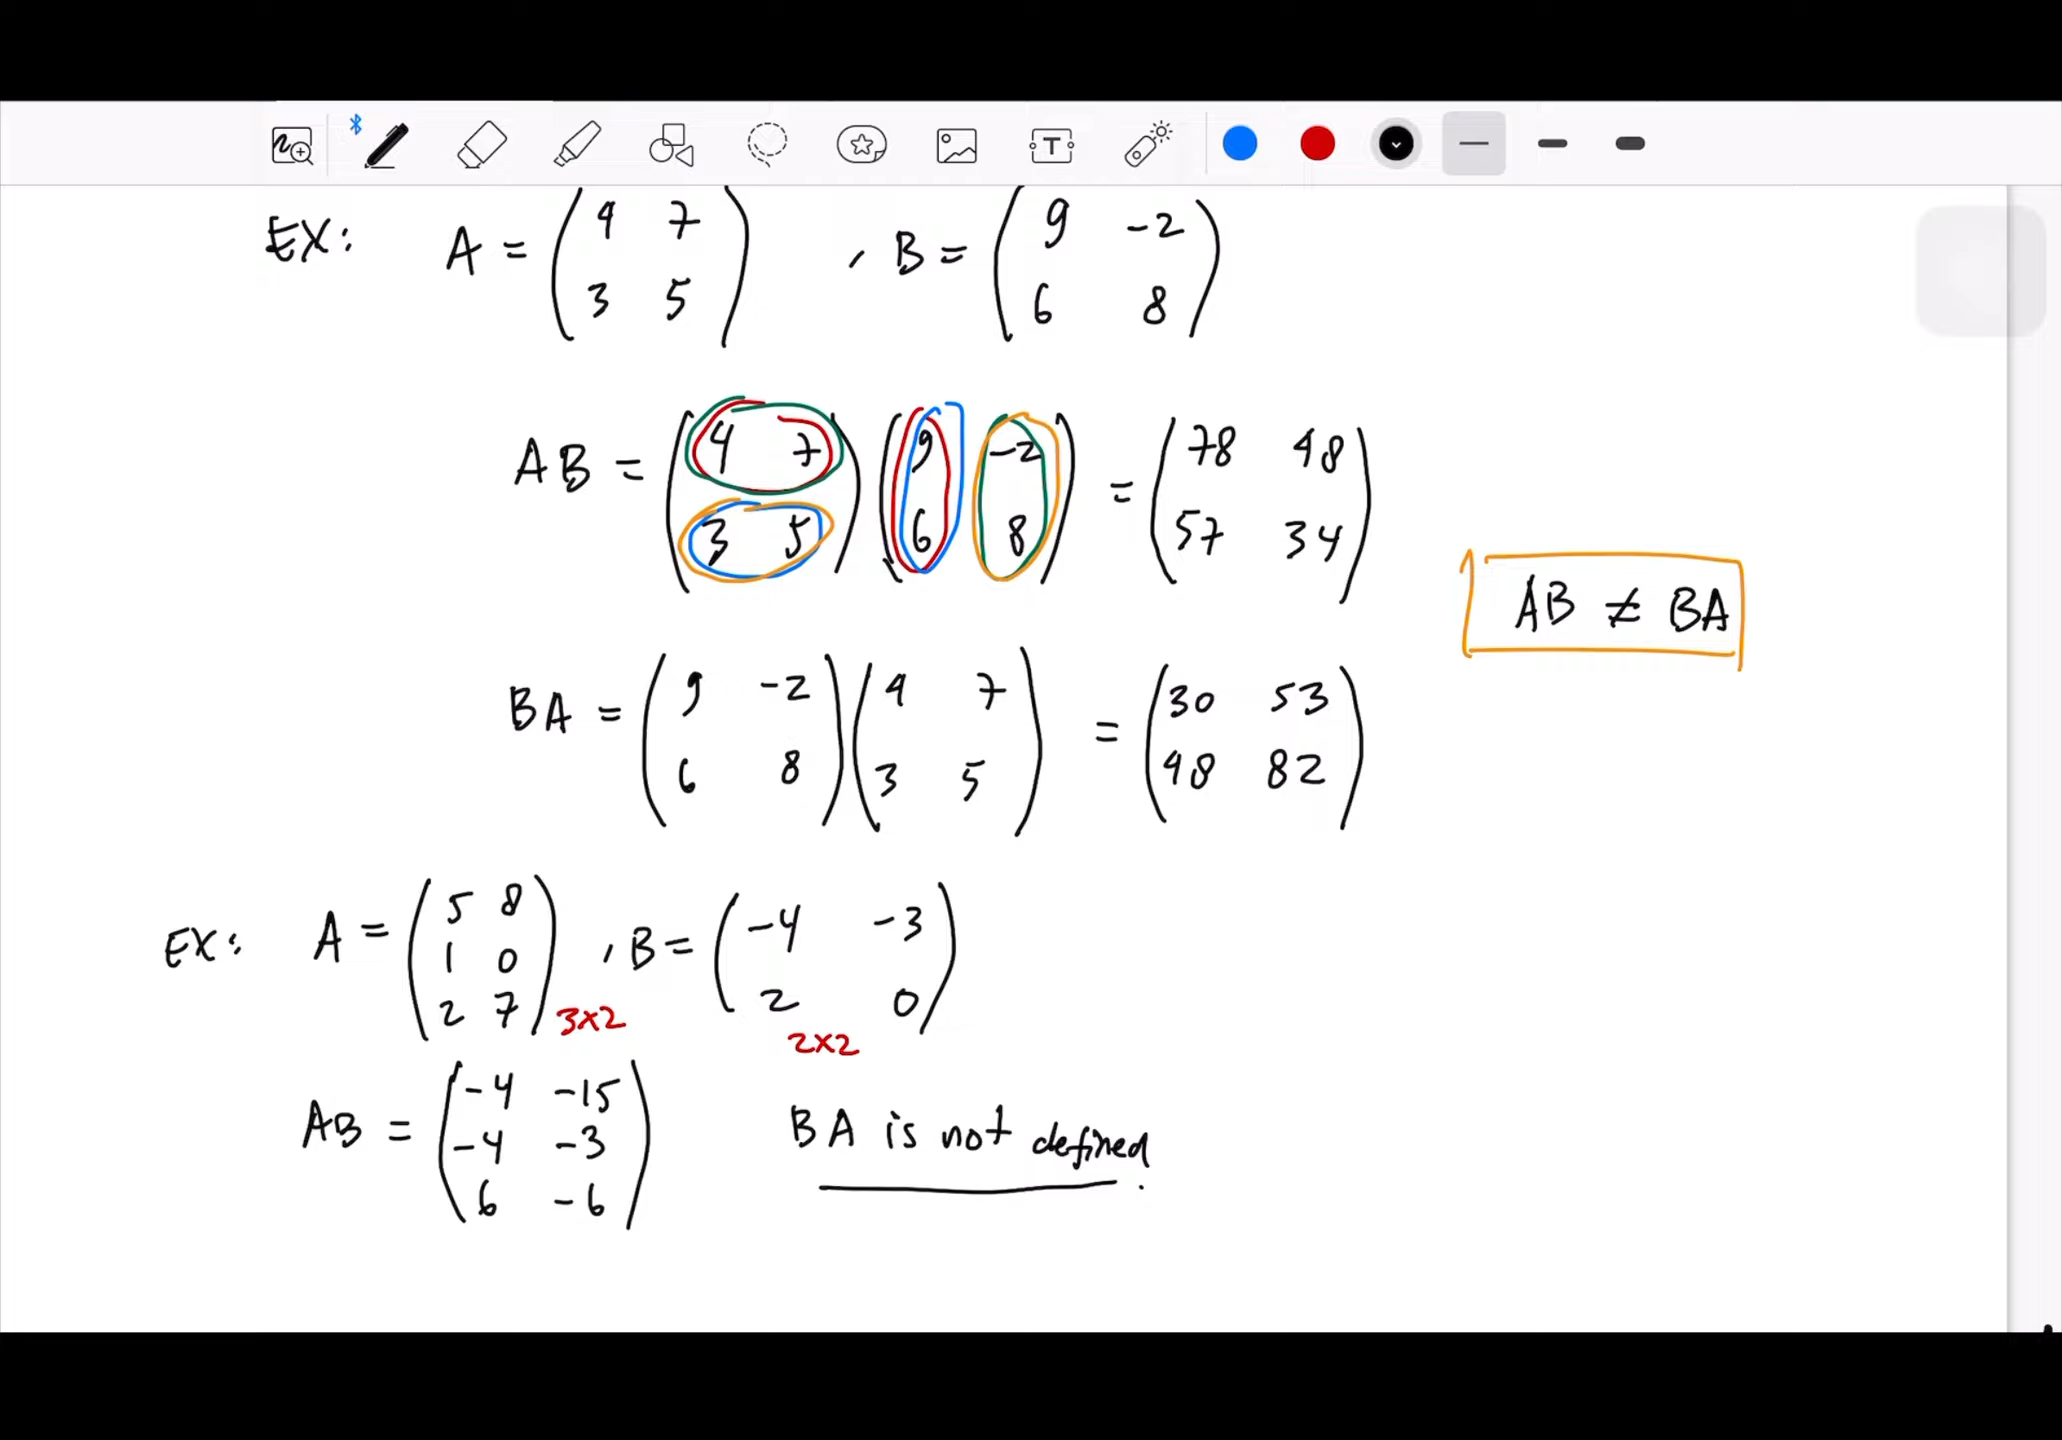 EX: A = ( 4 7 , B = ( 9 -2
3 5 ) 6 8 )
AB = ( 4 7 ( 9 -2 = ( 78 48
3 5 ) 6 8 ) 57 34 )
AB ≠ BA
BA = ( 9 -2 ( 4 7 = ( 30 53
6 8 ) 3 5 ) 48 82 )
EX: A = ( 5 8 , B = ( -4 -3
1 0
2 7 ) 3x2 2 0 )
2x2
AB = ( -4 -15 BA is not defined.
-4 -3
6 -6 )